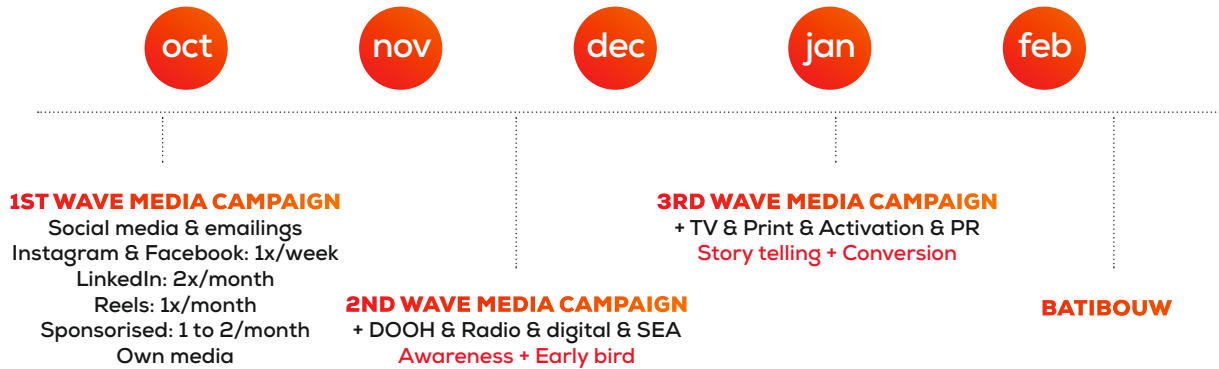 oct
nov
dec
jan
feb
1ST WAVE MEDIA CAMPAIGN
Social media & emailings
Instagram & Facebook: 1x/week
LinkedIn: 2x/month
Reels: 1x/month
Sponsorised: 1 to 2/month
Own media
2ND WAVE MEDIA CAMPAIGN
+ DOOH & Radio & digital & SEA
Awareness + Early bird
3RD WAVE MEDIA CAMPAIGN
+ TV & Print & Activation & PR
Story telling + Conversion
BATIBOUW